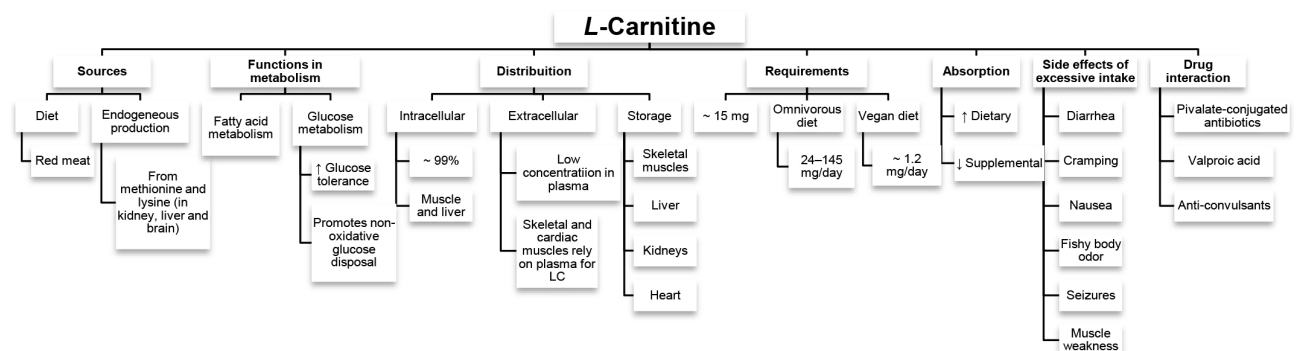 L-Carnitine
Sources
Functions in
metabolism
Distribuition
Requirements
Absorption
Side effects of
excessive intake
Drug
interaction
Diet
Red meat
Endogeneous
production
From
methionine and
lysine (in
kidney, liver and
brain)
Fatty acid
metabolism
Glucose
metabolism
↑ Glucose
tolerance
Promotes non-
oxidative
glucose
disposal
Intracellular
~ 99%
Muscle
and liver
Extracellular
Low
concentratiion in
plasma
Skeletal and
cardiac
muscles rely
on plasma for
LC
Storage
Skeletal
muscles
Liver
Kidneys
Heart
~ 15 mg
Omnivorous
diet
24–145
mg/day
Vegan diet
~ 1.2
mg/day
↑ Dietary
↓ Supplemental
Diarrhea
Cramping
Nausea
Fishy body
odor
Seizures
Muscle
weakness
Pivalate-conjugated
antibiotics
Valproic acid
Anti-convulsants